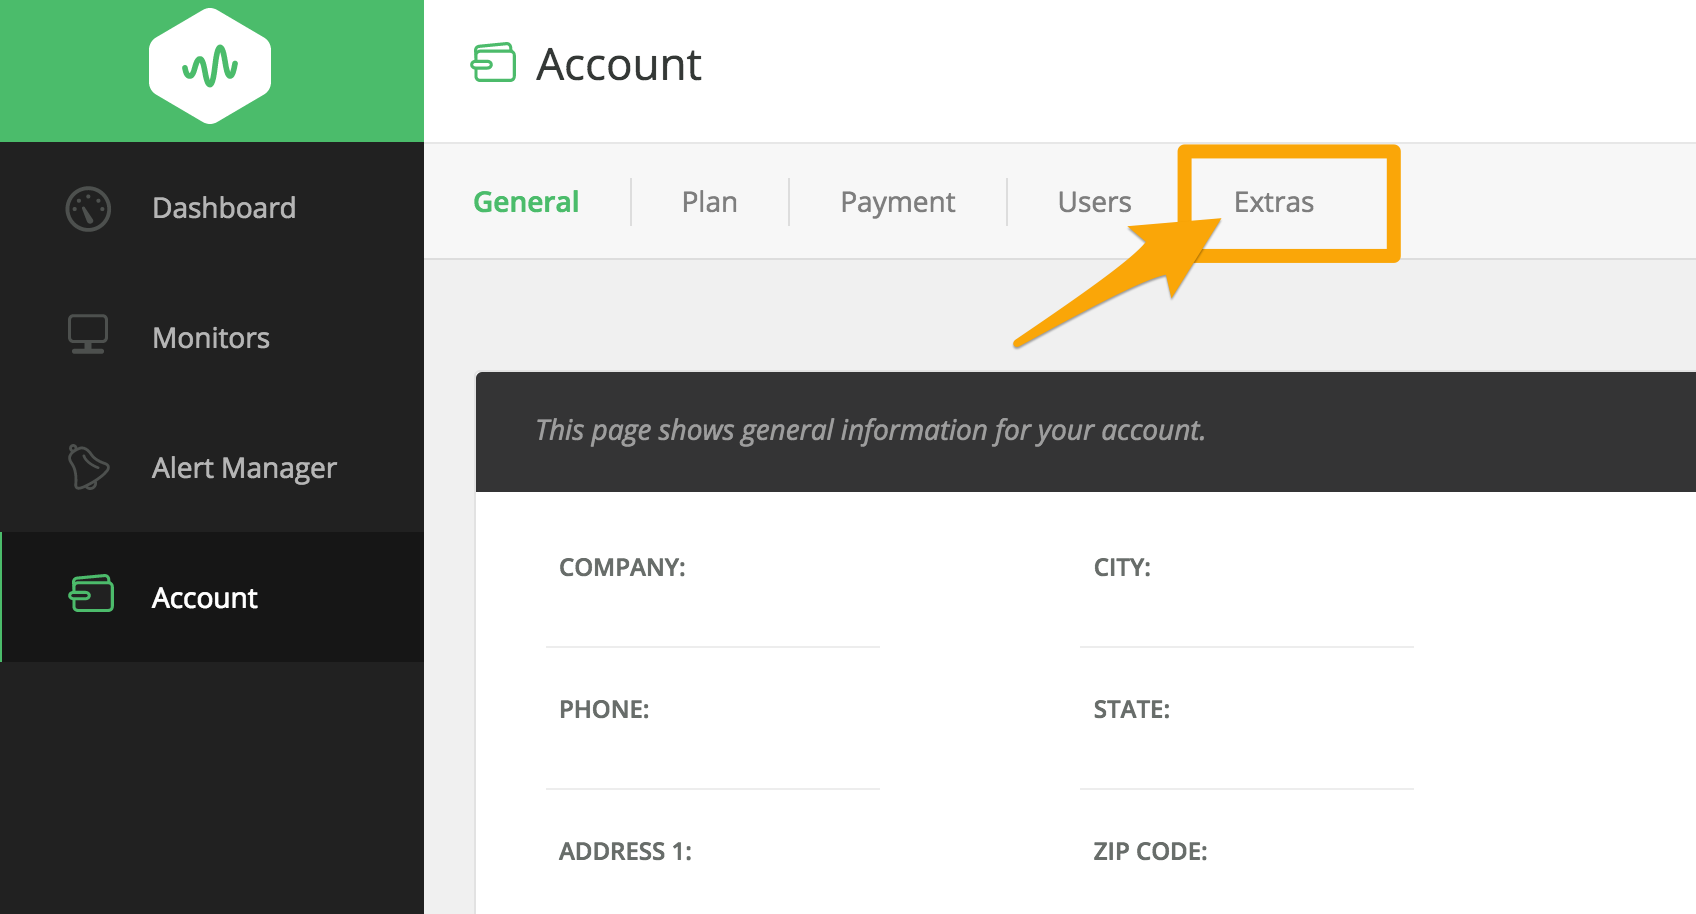 Account
Dashboard
Monitors
Alert Manager
Account
General
Plan
Payment
Users
Extras
This page shows general information for your account.
COMPANY:
CITY:
PHONE:
STATE:
ADDRESS 1:
ZIP CODE: